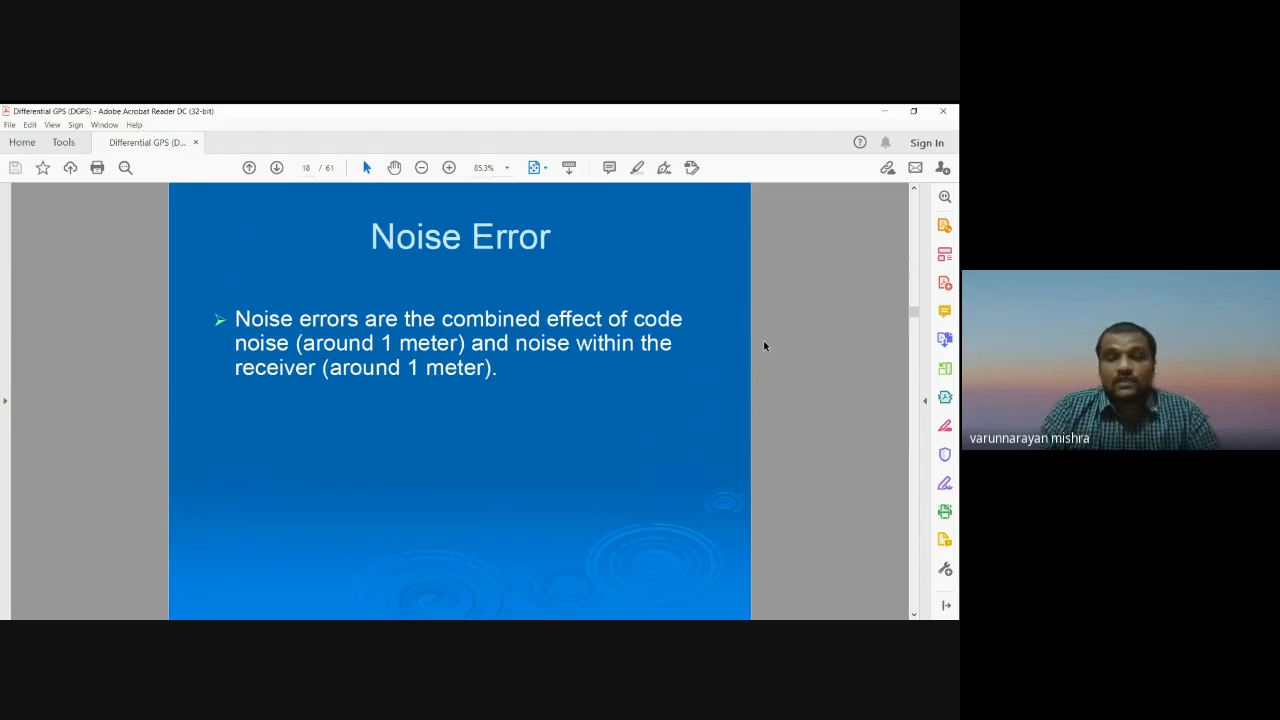 Differential GPS (DGPS) - Adobe Acrobat Reader DC (32-bit)
File Edit View Sign Window Help
Home Tools Differential GPS (D... × Sign In
18 / 61 85.3%
Noise Error
Noise errors are the combined effect of code
noise (around 1 meter) and noise within the
receiver (around 1 meter).
varunnarayan mishra